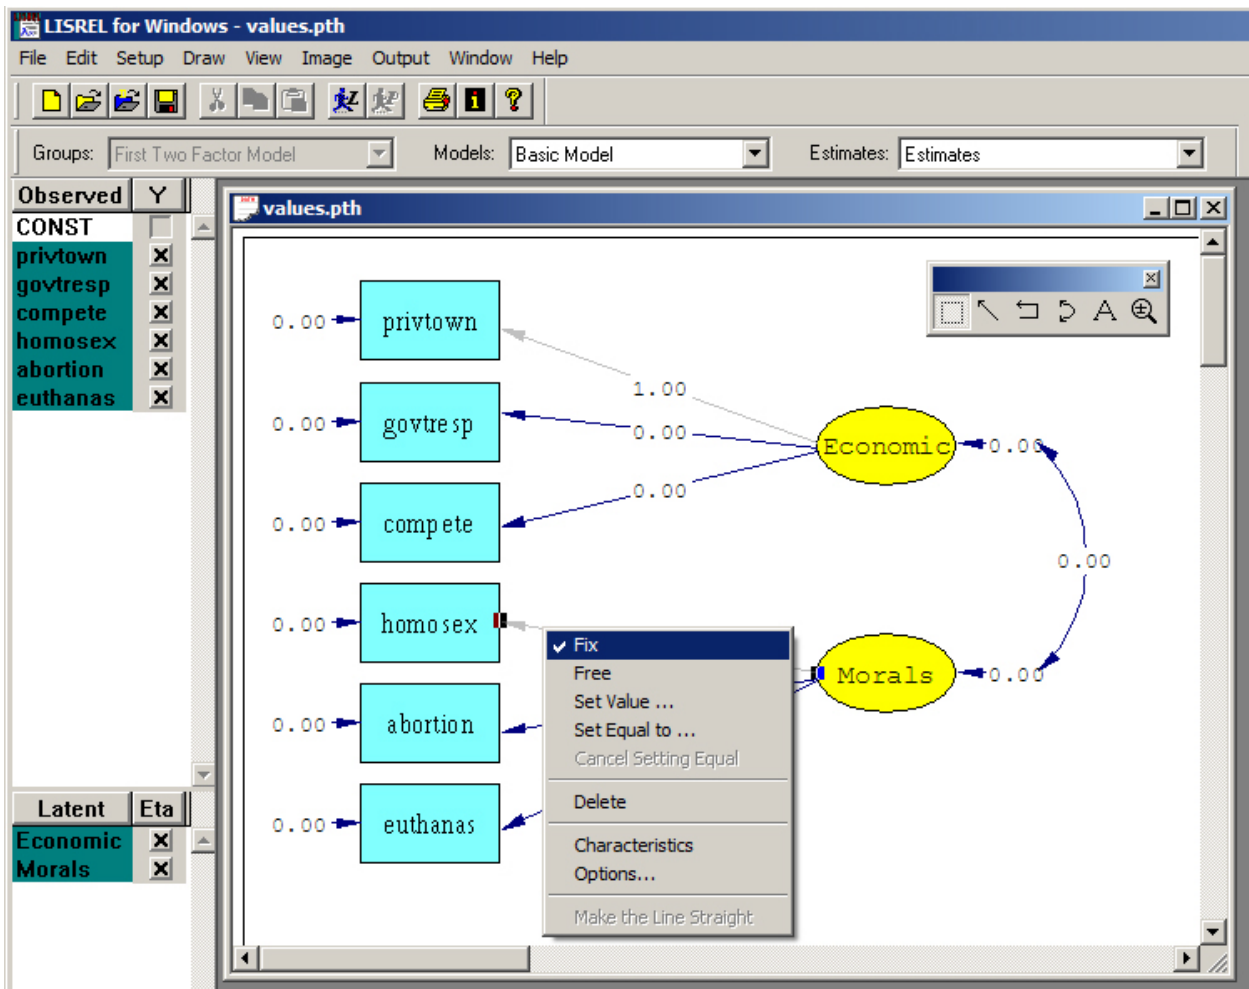 LISREL for Windows - values.pth
File Edit Setup Draw View Image Output Window Help
Groups: First Two Factor Model Models: Basic Model Estimates: Estimates
Observed Y
CONST
privtown
govtresp
compete
homosex
abortion
euthanas
Latent Eta
Economic
Morals
values.pth
A
0.00 privtown
1.00
0.00 govtresp 0.00
Economic 0.00
0.00
0.00 compete
0.00
0.00 homosex
Morals 0.00
0.00 abortion
0.00 euthanas
Fix
Free
Set Value ...
Set Equal to ...
Cancel Setting Equal
Delete
Characteristics
Options...
Make the Line Straight